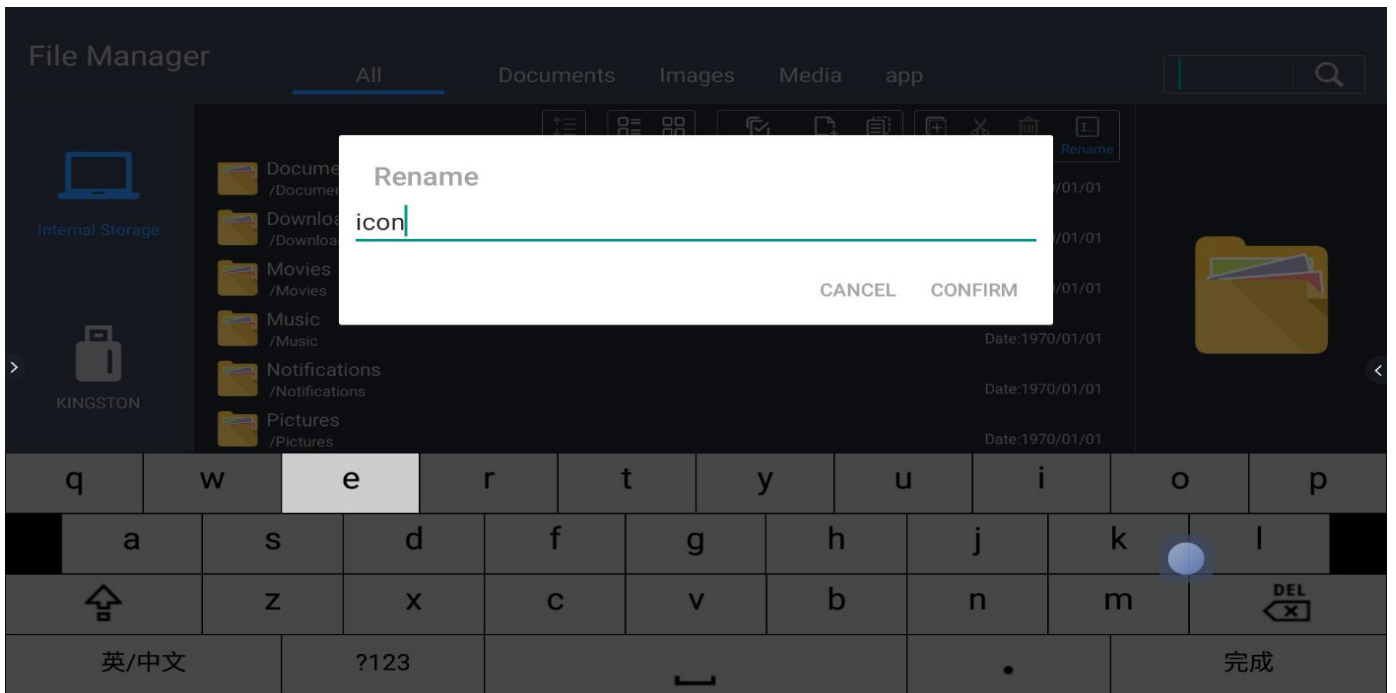 File Manager
All Documents Images Media app
I...
Rename
Internal Storage
KINGSTON
Docume
/Documen
Downloa
/Downloa
Movies
/Movies
Music
/Music
Notifications
/Notifications
Pictures
/Pictures
Rename
icon
CANCEL CONFIRM
/01/01
/01/01
/01/01
Date:1970/01/01
Date:1970/01/01
Date:1970/01/01
q w e r t y u i o p
a s d f g h j k l
z x c v b n m DEL
英/中文 ?123 . 完成